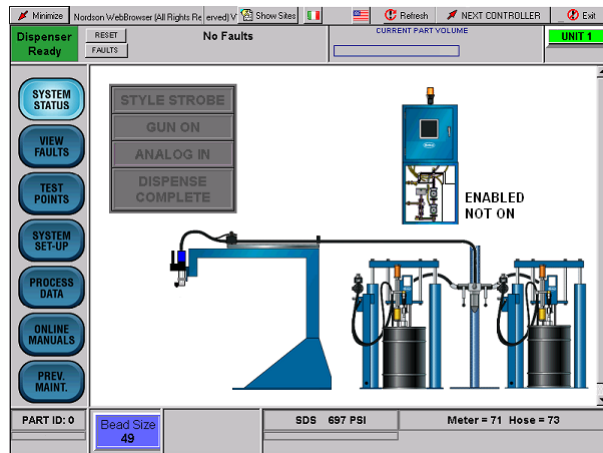 Minimize
Nordson WebBrowser (All Rights Re
erved) V
Show Sites
Refresh
NEXT CONTROLLER
Exit
Dispenser
Ready
RESET
FAULTS
No Faults
CURRENT PART VOLUME
UNIT 1
SYSTEM
STATUS
VIEW
FAULTS
TEST
POINTS
SYSTEM
SET-UP
PROCESS
DATA
ONLINE
MANUALS
PREV.
MAINT.
STYLE STROBE
GUN ON
ANALOG IN
DISPENSE
COMPLETE
ENABLED
NOT ON
PART ID: 0
Bead Size
49
SDS 697 PSI
Meter = 71 Hose = 73